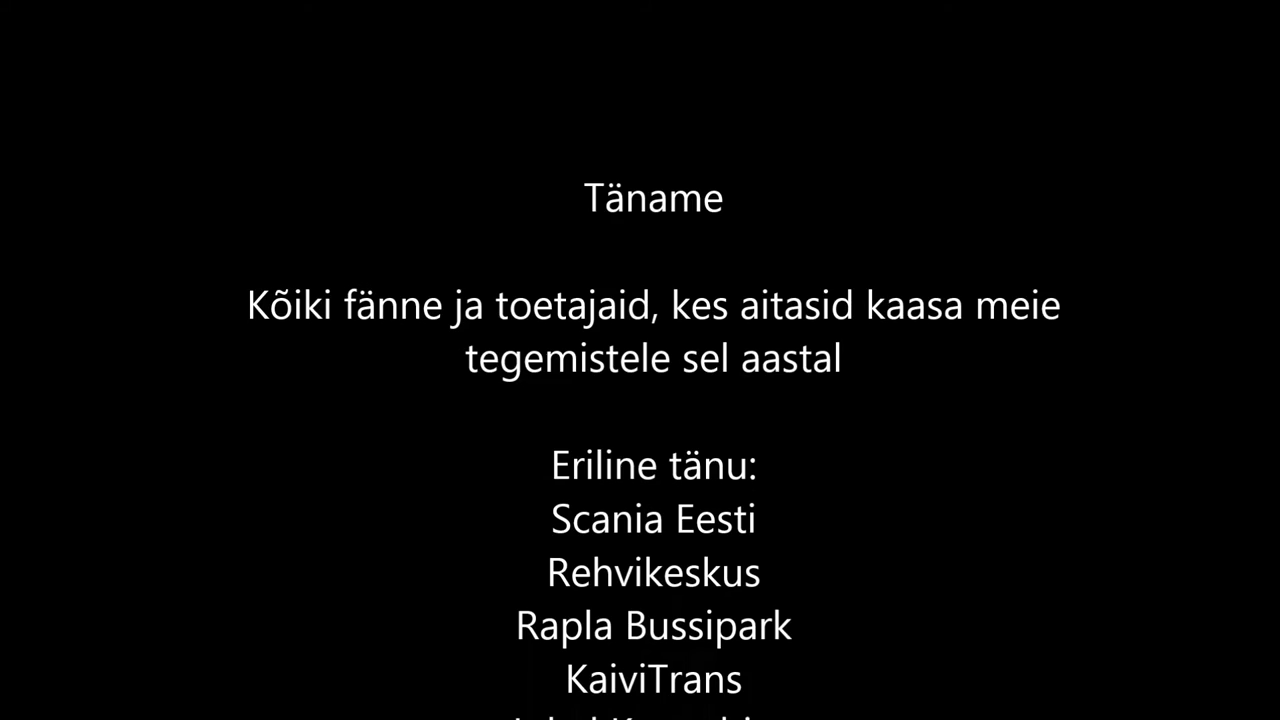 Täname
Kõiki fänne ja toetajaid, kes aitasid kaasa meie
tegemistele sel aastal
Eriline tänu:
Scania Eesti
Rehvikeskus
Rapla Bussipark
KaiviTrans